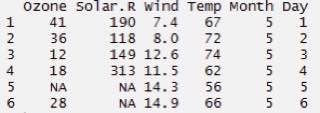 Ozone Solar.R Wind Temp Month Day
1 41 190 7.4 67 5 1
2 36 118 8.0 72 5 2
3 12 149 12.6 74 5 3
4 18 313 11.5 62 5 4
5 NA NA 14.3 56 5 5
6 28 NA 14.9 66 5 6